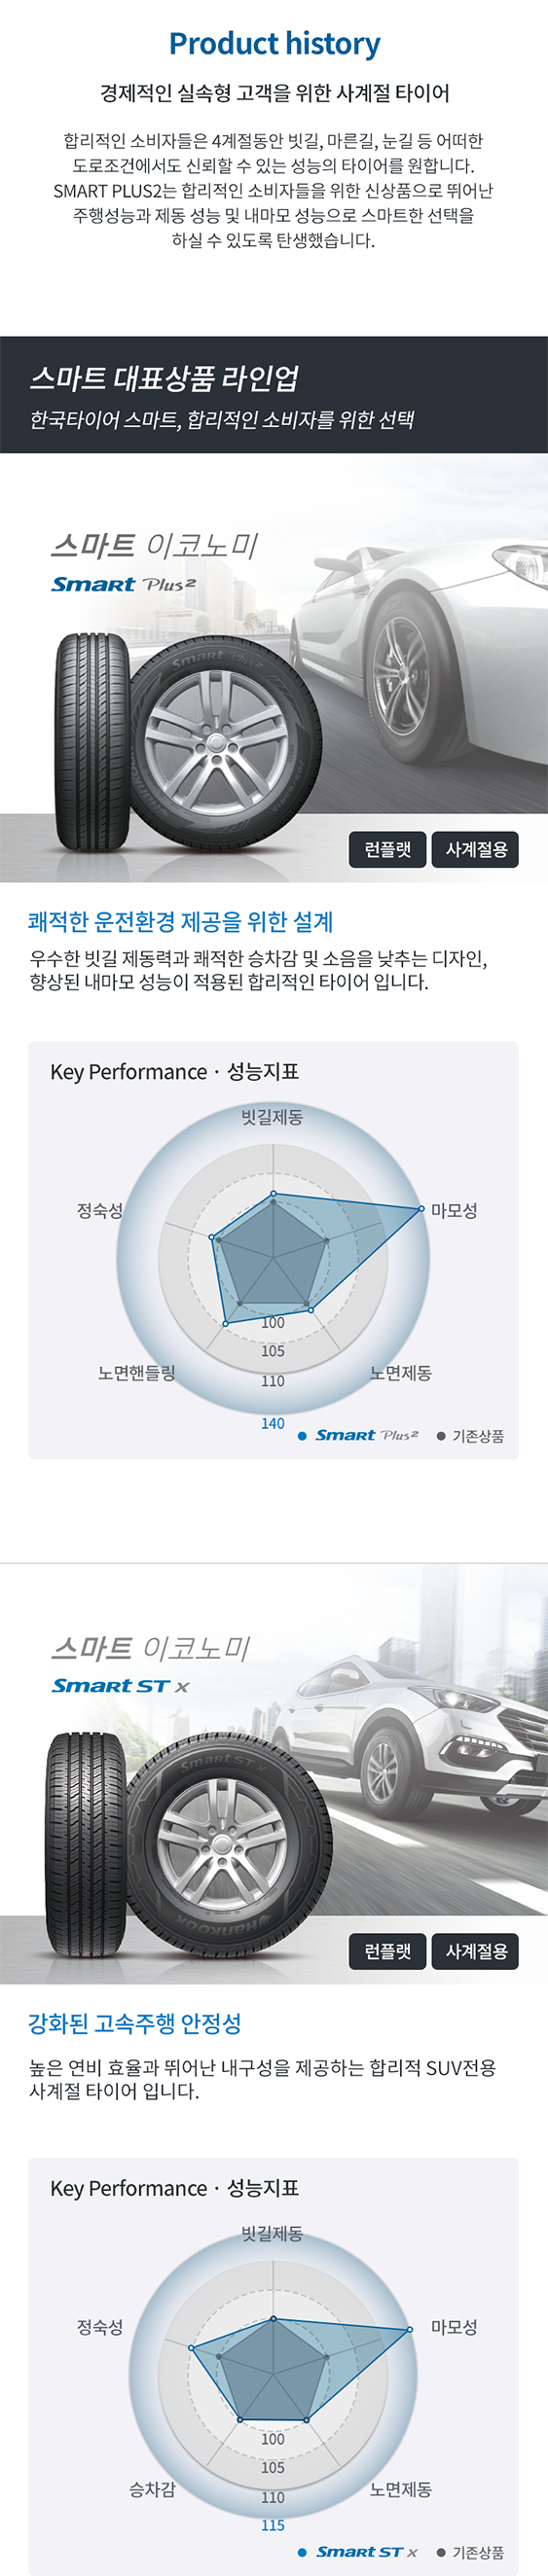 Product history
경제적인 실속형 고객을 위한 사계절 타이어
합리적인 소비자들은 4계절동안 빗길, 마른길, 눈길 등 어떠한
도로조건에서도 신뢰할 수 있는 성능의 타이어를 원합니다.
SMART PLUS2는 합리적인 소비자들을 위한 신상품으로 뛰어난
주행성능과 제동 성능 및 내마모 성능으로 스마트한 선택을
하실 수 있도록 탄생했습니다.
스마트 대표상품 라인업
한국타이어 스마트, 합리적인 소비자를 위한 선택
스마트 이코노미
Smart Plus2
Smart Plus2
런플랫 사계절용
쾌적한 운전환경 제공을 위한 설계
우수한 빗길 제동력과 쾌적한 승차감 및 소음을 낮추는 디자인,
향상된 내마모 성능이 적용된 합리적인 타이어 입니다.
Key Performance · 성능지표
빗길제동
정숙성 마모성
100
105
노면핸들링 노면제동
110
140
Smart Plus2 기존상품
스마트 이코노미
Smart ST x
Smart ST x
Hankook
런플랫 사계절용
강화된 고속주행 안정성
높은 연비 효율과 뛰어난 내구성을 제공하는 합리적 SUV전용
사계절 타이어 입니다.
Key Performance · 성능지표
빗길제동
정숙성 마모성
100
105
승차감 노면제동
110
115
Smart ST x 기존상품